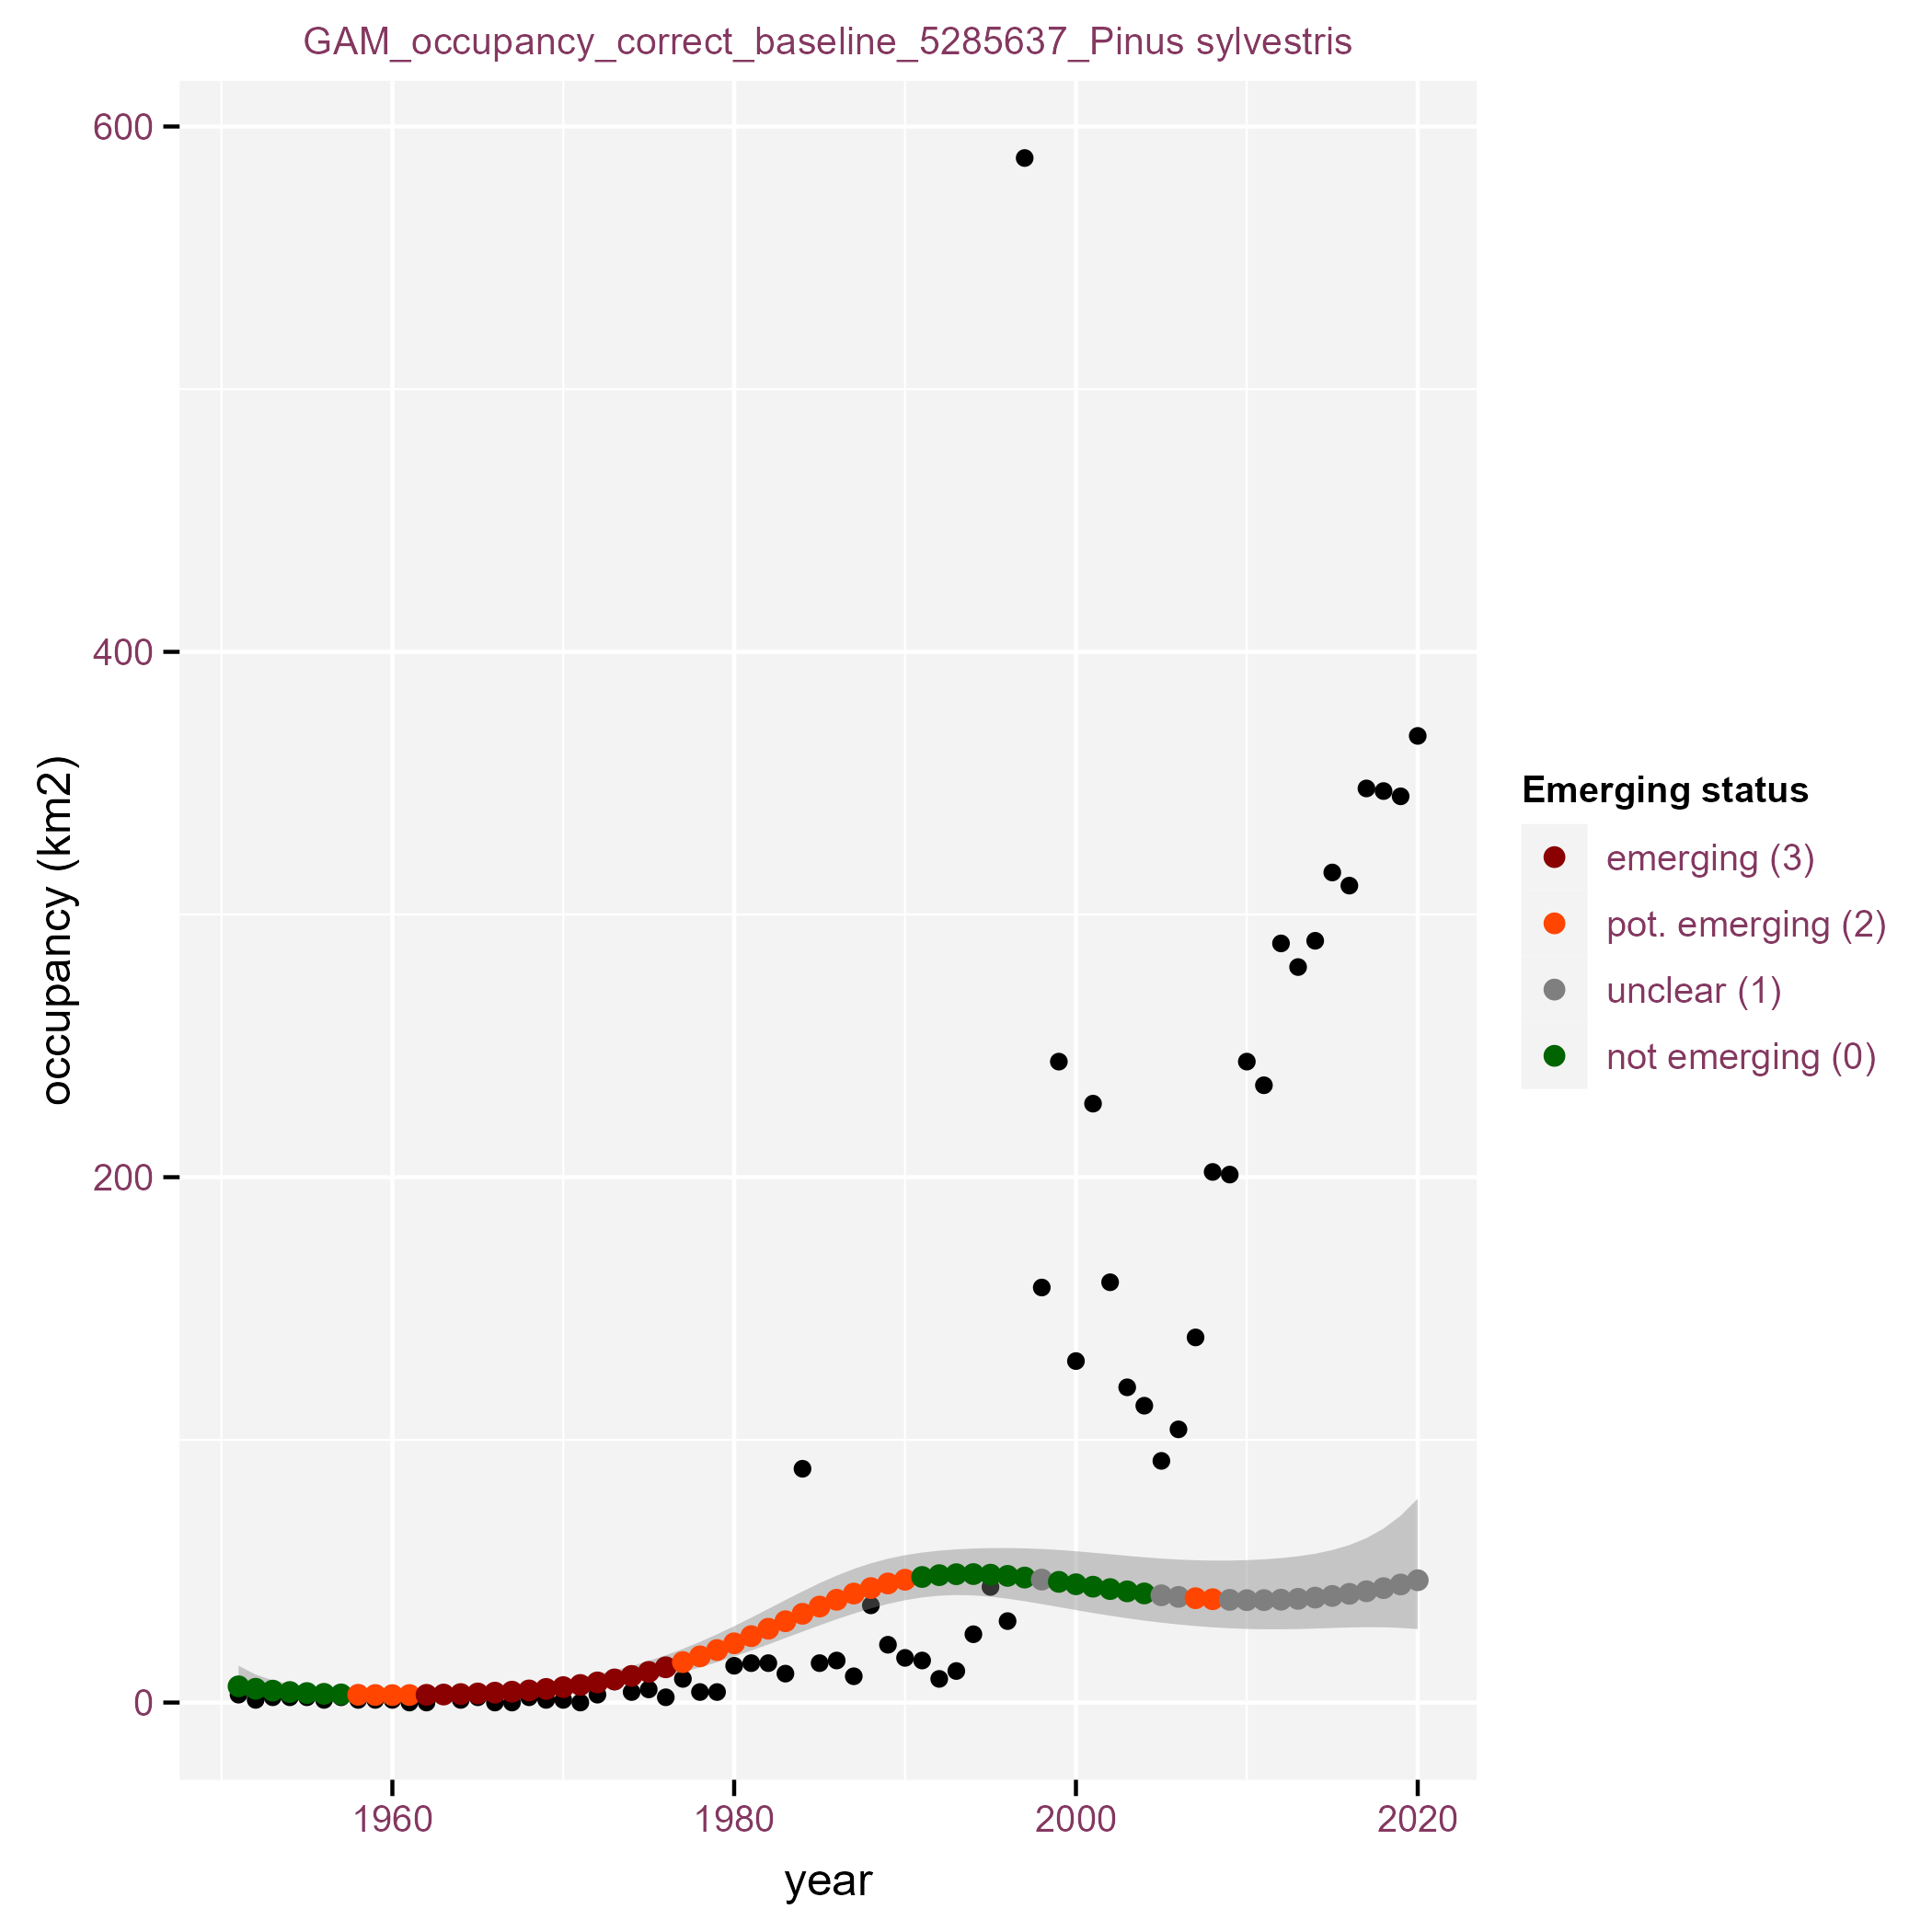 GAM_occupancy_correct_baseline_5285637_Pinus sylvestris
600
400
200
0
occupancy (km2)
1960
1980
2000
2020
year
Emerging status
emerging (3)
pot. emerging (2)
unclear (1)
not emerging (0)